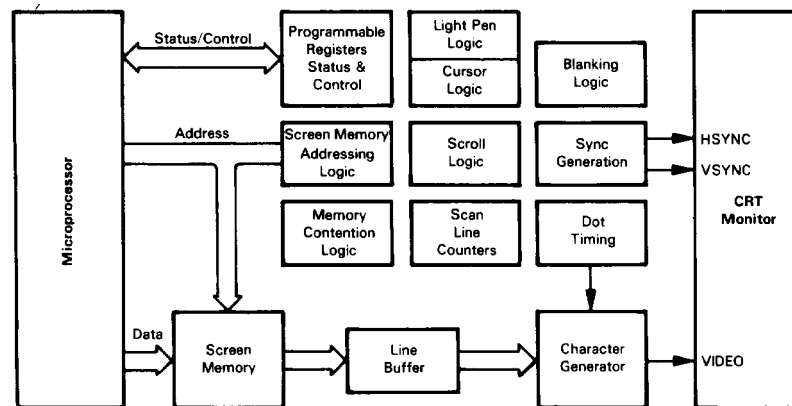 Status/Control
Programmable
Registers
Status &
Control
Light Pen
Logic
Cursor
Logic
Blanking
Logic
Microprocessor
Address
Screen Memory
Addressing
Logic
Scroll
Logic
Sync
Generation
HSYNC
VSYNC
CRT
Monitor
Memory
Contention
Logic
Scan
Line
Counters
Dot
Timing
Data
Screen
Memory
Line
Buffer
Character
Generator
VIDEO